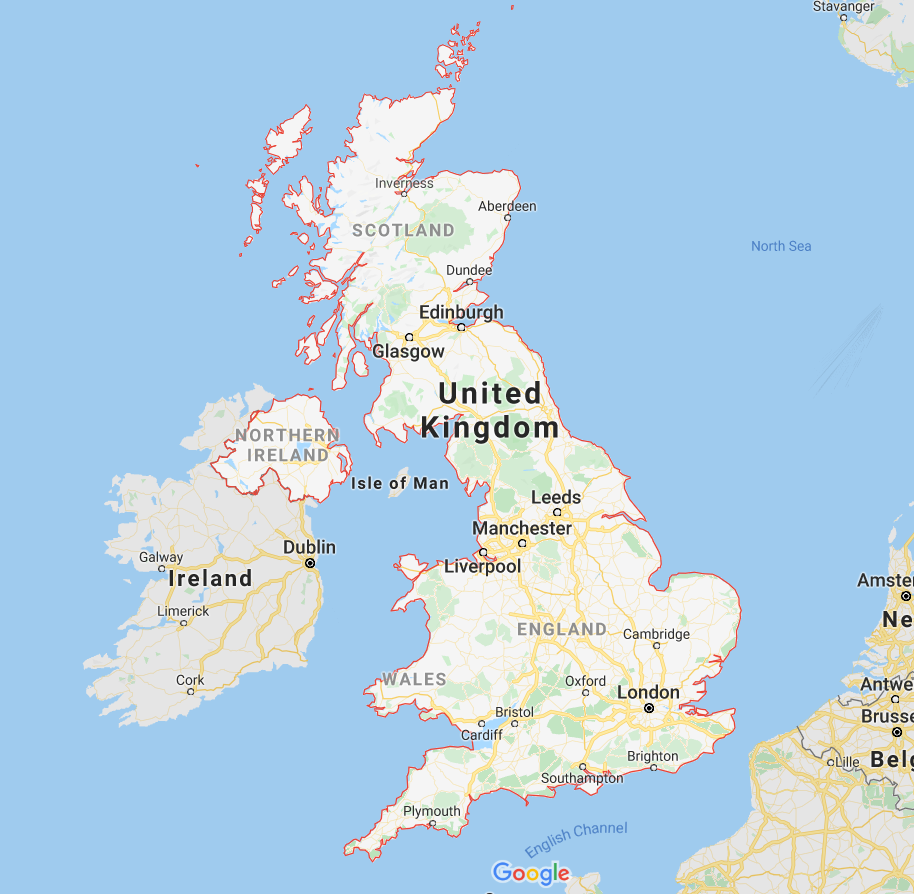 Stavanger
Inverness
Aberdeen
SCOTLAND
North Sea
Dundee
Edinburgh
Glasgow
United
Kingdom
NORTHERN
IRELAND
Isle of Man
Leeds
Manchester
Dublin
Galway
Liverpool
Ireland
Amster
Limerick
Ne
ENGLAND
Cambridge
Cork
WALES
Oxford
London
Antwe
Bristol
Cardiff
Brusse
Brighton
Lille
Belg
Southampton
Plymouth
English Channel
Google